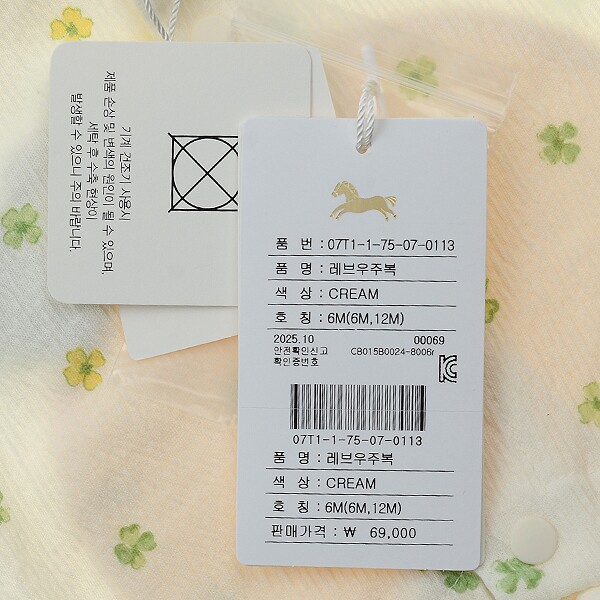 기계 건조기 사용시
제품 손상 및 변색의 원인이 될 수 있으며,
세탁 후 수축 현상이
발생할 수 있으니 주의 바랍니다.
품 번 : 07T1-1-75-07-0113
품 명 : 레브우주복
색 상 : CREAM
호 칭 : 6M(6M,12M)
2025.10 00069
안전확인신고 CB015B0024-8006r
확인증번호
07T1-1-75-07-0113
품 명 : 레브우주복
색 상 : CREAM
호 칭 : 6M(6M,12M)
판매가격 : ₩ 69,000